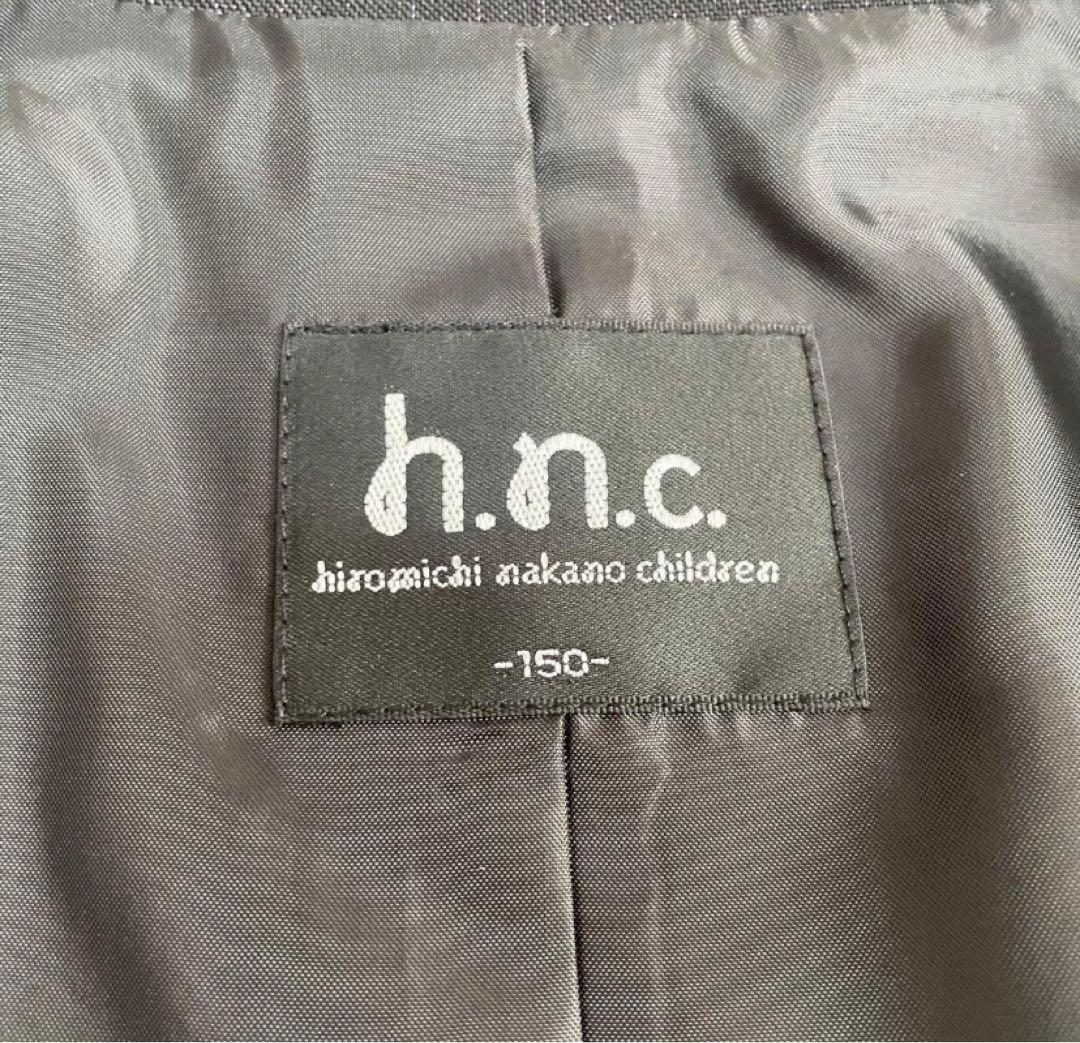 h.n.c.
hiromichi nakano children
-150-